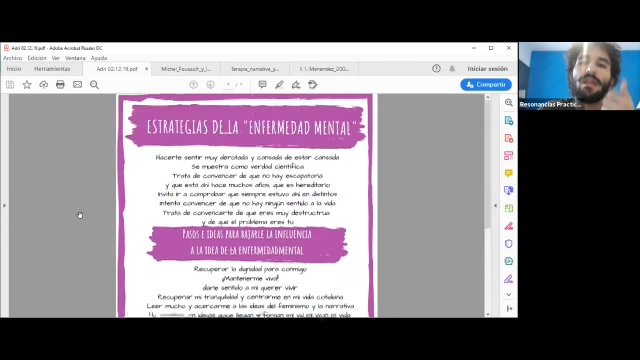 Adri 02.12.19.pdf - Adobe Acrobat Reader DC
Archivo Edición Ver Ventana Ayuda
Inicio Herramientas Adri 02.12.19.pdf Michel_Foucault_y_l... Terapia_narrativa_y... 1. Menendez_200... Iniciar sesión
1 / 1 Compartir
Resonancias Practic...
ESTRATEGIAS DE LA "ENFERMEDAD MENTAL"
Hacerte sentir muy derotada y cansada de estar cansada
Se muestra como verdad científica
Trata de convencer de que no hay escapatoria
y que está ahí hace muchos años, que es hereditario
Invita ir a comprobar que siempre estuvo ahí en distintos
Intenta convencer de que no hay ningún sentido a la vida
Trata de convencerte de que eres muy destructrua
y de que el problema eres tú
PASOS E IDEAS PARA BAJARLE LA INFLUENCIA
A LA IDEA DE LA ENFERMEDADMENTAL
Recuperar la dignidad para conmigo
¡Mantenerme viva!
darle sentido a mi querer vivir
Recuperar mi tranquilidad y centrarme en mi vida cotidiana
Leer mucho y acercarme a las ideas del feminismo y la narrativa